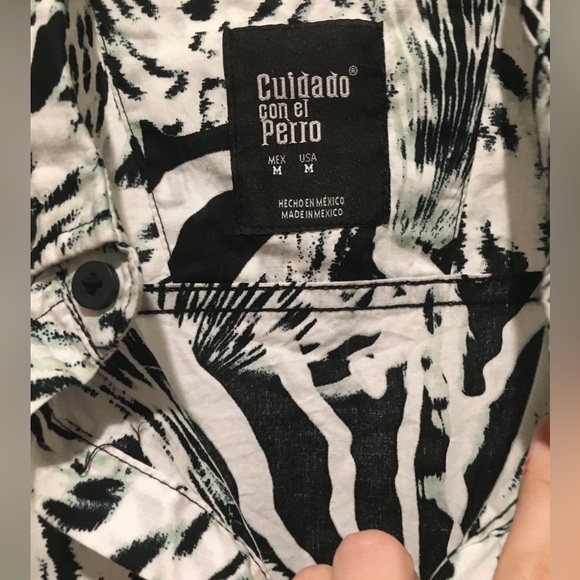 Cuidado®
con el
Perro
MEX USA
M M
HECHO EN MÉXICO
MADE IN MEXICO